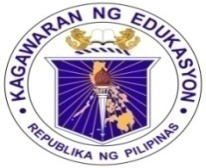 KAGAWARAN NG EDUKASYON
REPUBLIKA NG PILIPINAS